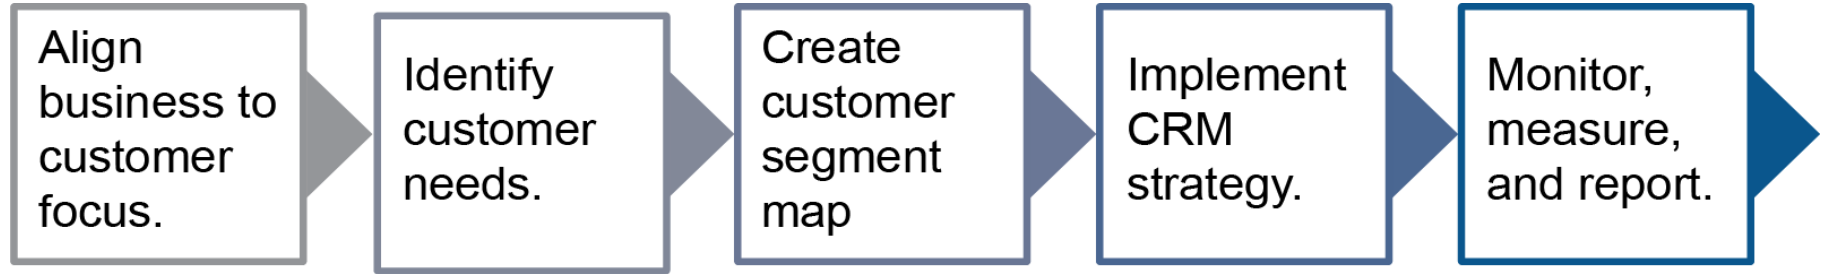 Align
business to
customer
focus.
Identify
customer
needs.
Create
customer
segment
map
Implement
CRM
strategy.
Monitor,
measure,
and report.